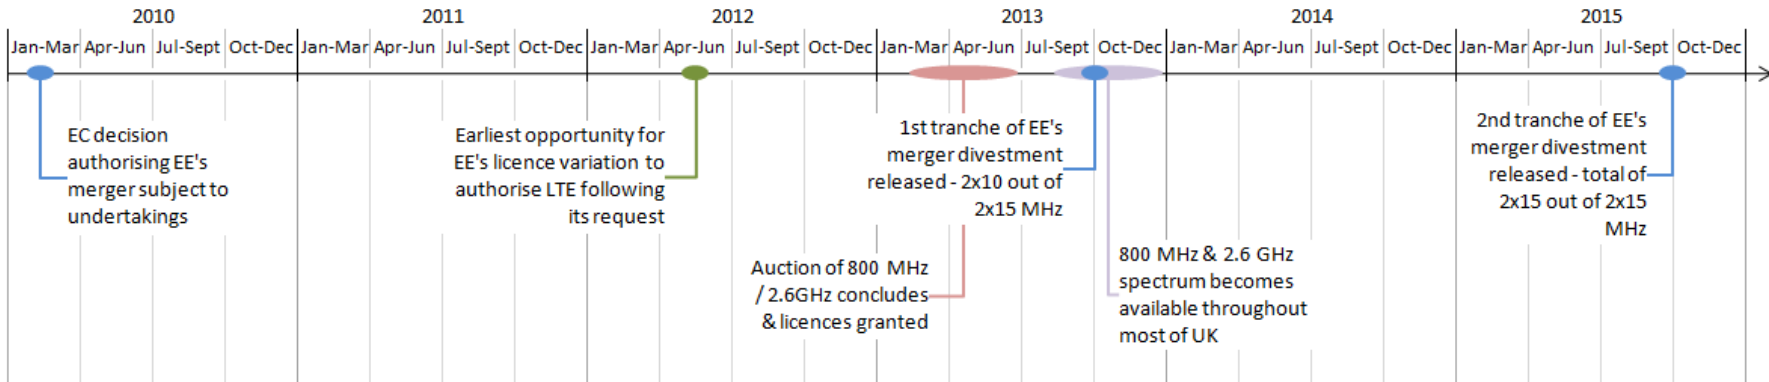 2010 2011 2012 2013 2014 2015
Jan-Mar Apr-Jun Jul-Sept Oct-Dec Jan-Mar Apr-Jun Jul-Sept Oct-Dec Jan-Mar Apr-Jun Jul-Sept Oct-Dec Jan-Mar Apr-Jun Jul-Sept Oct-Dec Jan-Mar Apr-Jun Jul-Sept Oct-Dec Jan-Mar Apr-Jun Jul-Sept Oct-Dec
EC decision
authorising EE's
merger subject to
undertakings
Earliest opportunity for
EE's licence variation to
authorise LTE following
its request
Auction of 800 MHz
/ 2.6GHz concludes
& licences granted
1st tranche of EE's
merger divestment
released - 2x10 out of
2x15 MHz
800 MHz & 2.6 GHz
spectrum becomes
available throughout
most of UK
2nd tranche of EE's
merger divestment
released - total of
2x15 out of 2x15
MHz